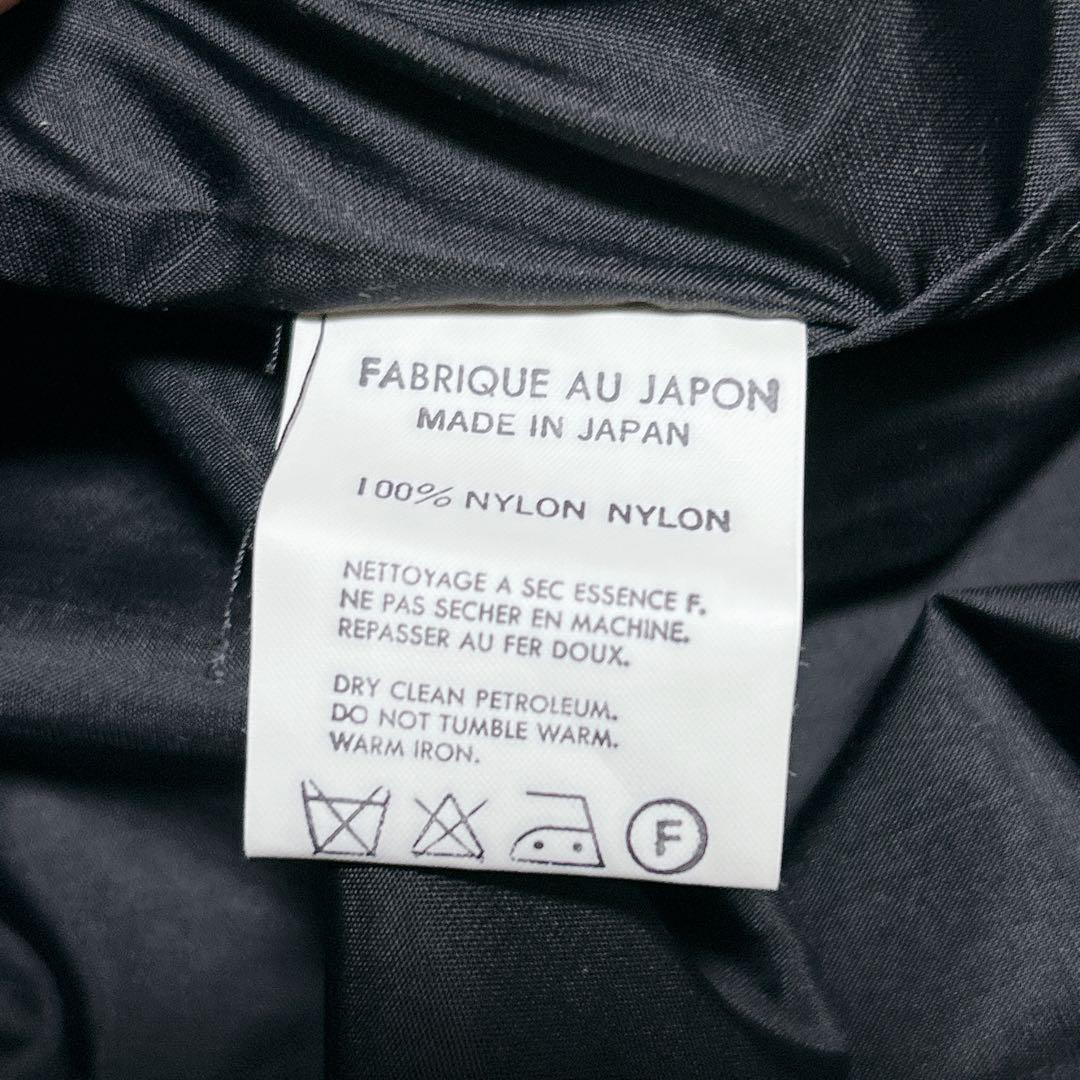 FABRIQUE AU JAPON
MADE IN JAPAN
100% NYLON NYLON
NETTOYAGE A SEC ESSENCE F.
NE PAS SECHER EN MACHINE.
REPASSER AU FER DOUX.
DRY CLEAN PETROLEUM.
DO NOT TUMBLE WARM.
WARM IRON.
F